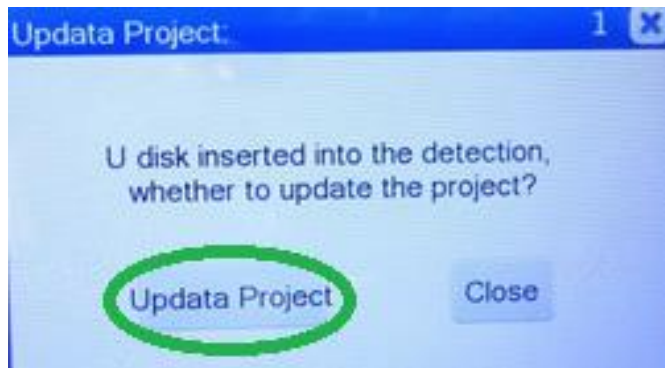 Updata Project: 1
U disk inserted into the detection,
whether to update the project?
Updata Project Close